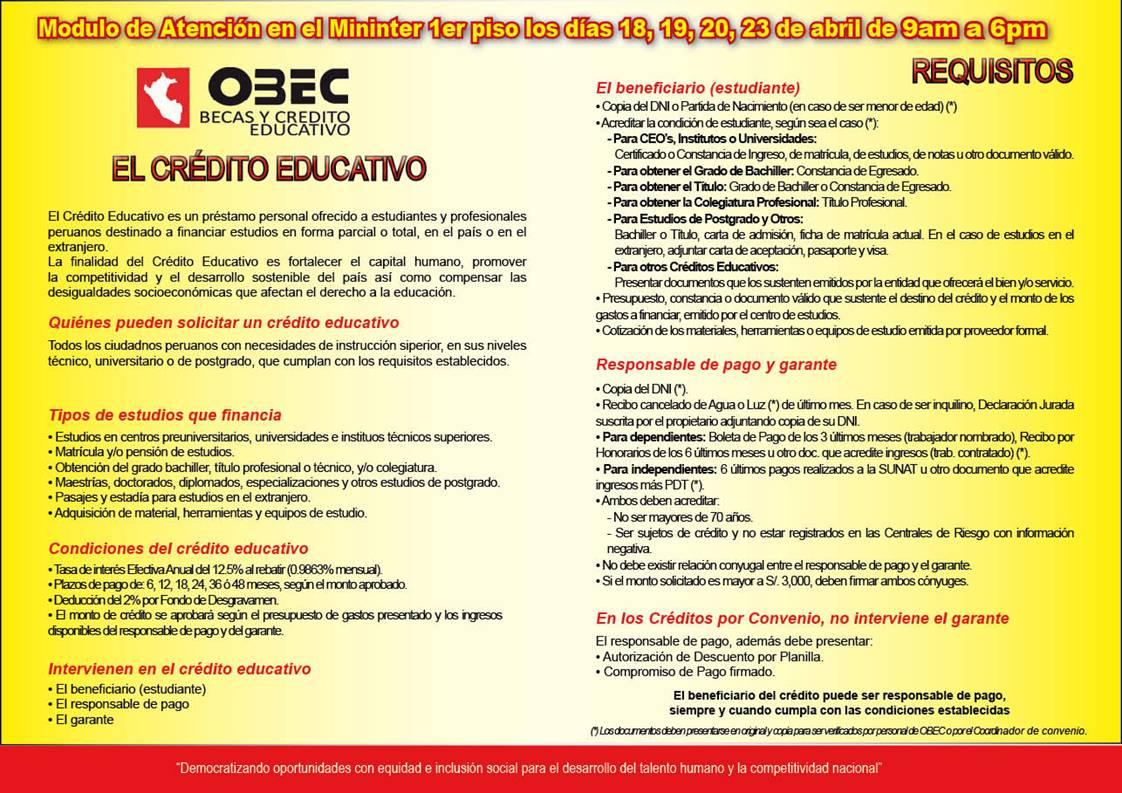 Modulo de Atención en el Mininter 1er piso los días 18, 19, 20, 23 de abril de 9am a 6pm
OBEC
BECAS Y CREDITO
EDUCATIVO
EL CRÉDITO EDUCATIVO
El Crédito Educativo es un préstamo personal ofrecido a estudiantes y profesionales
peruanos destinado a financiar estudios en forma parcial o total, en el país o en el
extranjero.
La finalidad del Crédito Educativo es fortalecer el capital humano, promover
la competitividad y el desarrollo sostenible del país así como compensar las
desigualdades socioeconómicas que afectan el derecho a la educación.
Quiénes pueden solicitar un crédito educativo
Todos los ciudadnos peruanos con necesidades de instrucción siperior, en sus niveles
técnico, universitario o de postgrado, que cumplan con los requisitos establecidos.
Tipos de estudios que financia
• Estudios en centros preuniversitarios, universidades e instituos técnicos superiores.
• Matrícula y/o pensión de estudios.
• Obtención del grado bachiller, título profesional o técnico, y/o colegiatura.
• Maestrías, doctorados, diplomados, especializaciones y otros estudios de postgrado.
• Pasajes y estadía para estudios en el extranjero.
• Adquisición de material, herramientas y equipos de estudio.
Condiciones del crédito educativo
• Tasa de interés Efectiva Anual del 12.5% al rebatir (0.9863% mensual).
• Plazos de pago de: 6, 12, 18, 24, 36 ó 48 meses, según el monto aprobado.
• Deducción del 2% por Fondo de Desgravamen.
• El monto de crédito se aprobará según el presupuesto de gastos presentado y los ingresos
disponibles del responsable de pago y del garante.
Intervienen en el crédito educativo
• El beneficiario (estudiante)
• El responsable de pago
• El garante
REQUISITOS
El beneficiario (estudiante)
• Copia del DNI o Partida de Nacimiento (en caso de ser menor de edad) (*)
• Acreditar la condición de estudiante, según sea el caso (*):
- Para CEO's, Institutos o Universidades:
Certificado o Constancia de Ingreso, de matrícula, de estudios, de notas u otro documento válido.
- Para obtener el Grado de Bachiller: Constancia de Egresado.
- Para obtener el Titulo: Grado de Bachiller o Constancia de Egresado.
- Para obtener la Colegiatura Profesional: Título Profesional.
- Para Estudios de Postgrado y Otros:
Bachiller o Título, carta de admisión, ficha de matrícula actual. En el caso de estudios en el
extranjero, adjuntar carta de aceptación, pasaporte y visa.
- Para otros Créditos Educativos:
Presentar documentos que los sustenten emitidos por la entidad que ofrecerá el bien y/o servicio.
• Presupuesto, constancia o documento válido que sustente el destino del crédito y el monto de los
gastos a financiar, emitido por el centro de estudios.
• Cotización de los materiales, herramientas o equipos de estudio emitida por proveedor formal.
Responsable de pago y garante
• Copia del DNI (*).
• Recibo cancelado de Agua o Luz (*) de último mes. En caso de ser inquilino, Declaración Jurada
suscrita por el propietario adjuntando copia de su DNI.
• Para dependientes: Boleta de Pago de los 3 últimos meses (trabajador nombrado), Recibo por
Honorarios de los 6 últimos meses u otro doc. que acredite ingresos (trab. contratado) (*).
• Para independientes: 6 últimos pagos realizados a la SUNAT u otro documento que acredite
ingresos más PDT (*).
• Ambos deben acreditar:
- No ser mayores de 70 años.
- Ser sujetos de crédito y no estar registrados en las Centrales de Riesgo con información
negativa.
• No debe existir relación conyugal entre el responsable de pago y el garante.
• Si el monto solicitado es mayor a S/. 3,000, deben firmar ambos cónyuges.
En los Créditos por Convenio, no interviene el garante
El responsable de pago, además debe presentar:
• Autorización de Descuento por Planilla.
• Compromiso de Pago firmado.
El beneficiario del crédito puede ser responsable de pago,
siempre y cuando cumpla con las condiciones establecidas
(*) Los documentos deben presentarse en original y copia para ser verificados por personal de OBEC o por el Coordinador de convenio.
"Democratizando oportunidades con equidad e inclusión social para el desarrollo del talento humano y la competitividad nacional"